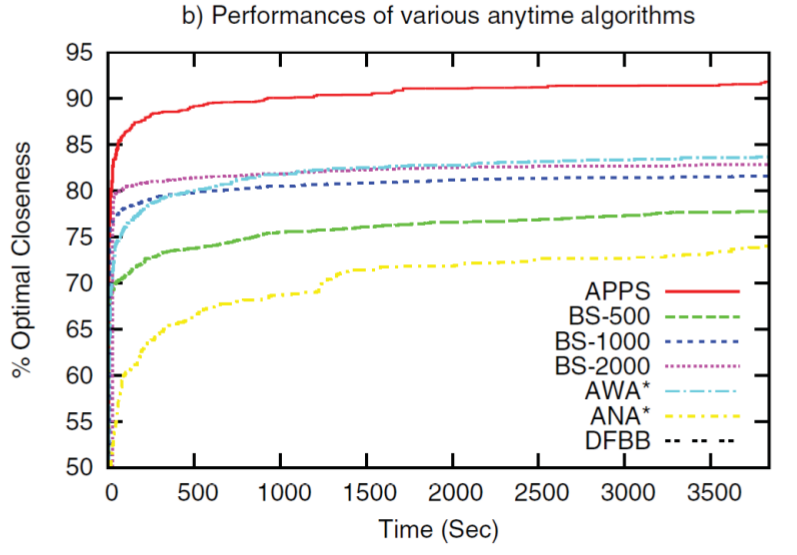 b) Performances of various anytime algorithms
% Optimal Closeness
95
90
85
80
75
70
65
60
55
50
APPS
BS-500
BS-1000
BS-2000
AWA*
ANA*
DFBB
0 500 1000 1500 2000 2500 3000 3500
Time (Sec)